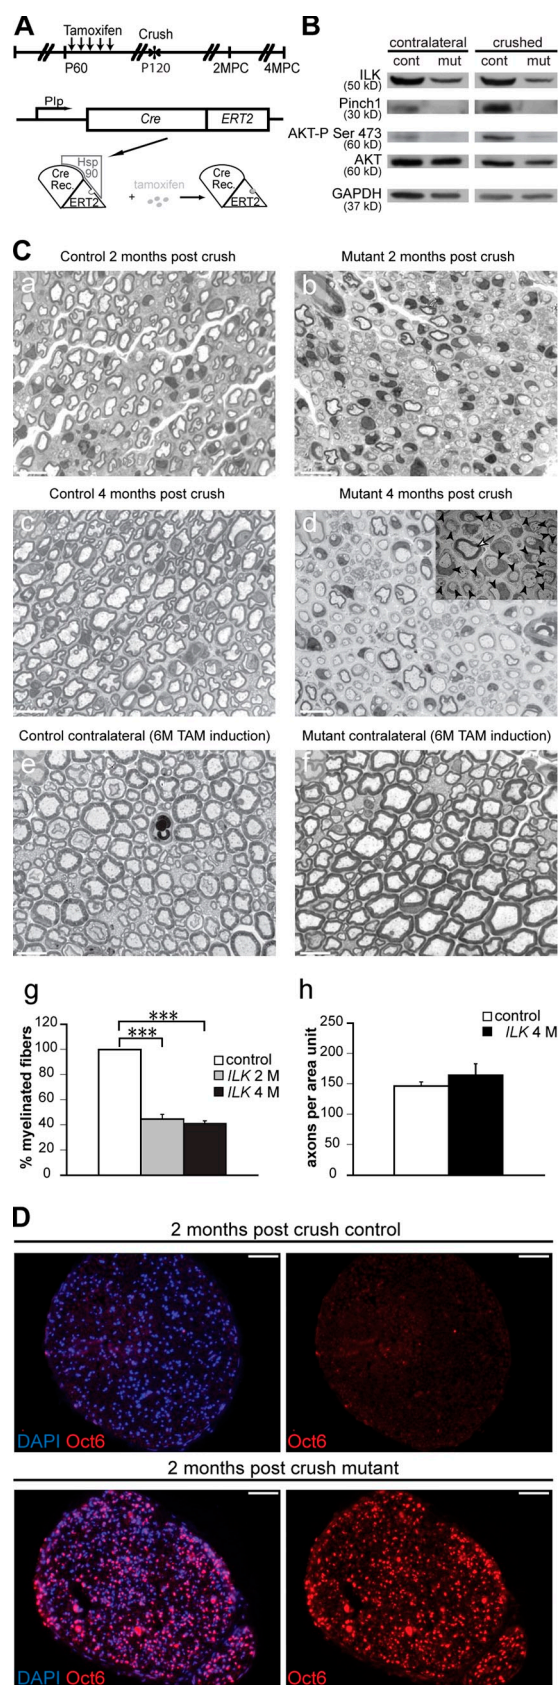 A
Tamoxifen
Crush
P60
P120
2MPC
4MPC
Plp
Cre
ERT2
Hsp
90
Cre
Rec.
ERT2
+
tamoxifen
Cre
Rec.
ERT2
B
contralateral
crushed
cont
mut
cont
mut
ILK
(50 kD)
Pinch1
(30 kD)
AKT-P Ser 473
(60 kD)
AKT
(60 kD)
GAPDH
(37 kD)
C
Control 2 months post crush
Mutant 2 months post crush
a
b
Control 4 months post crush
Mutant 4 months post crush
c
d
Control contralateral (6M TAM induction)
Mutant contralateral (6M TAM induction)
e
f
g
% myelinated fibers
120
100
80
60
40
20
0
***
***
control
ILK 2 M
ILK 4 M
h
axons per area unit
250
200
150
100
50
0
control
ILK 4 M
D
2 months post crush control
DAPI Oct6
Oct6
2 months post crush mutant
DAPI Oct6
Oct6